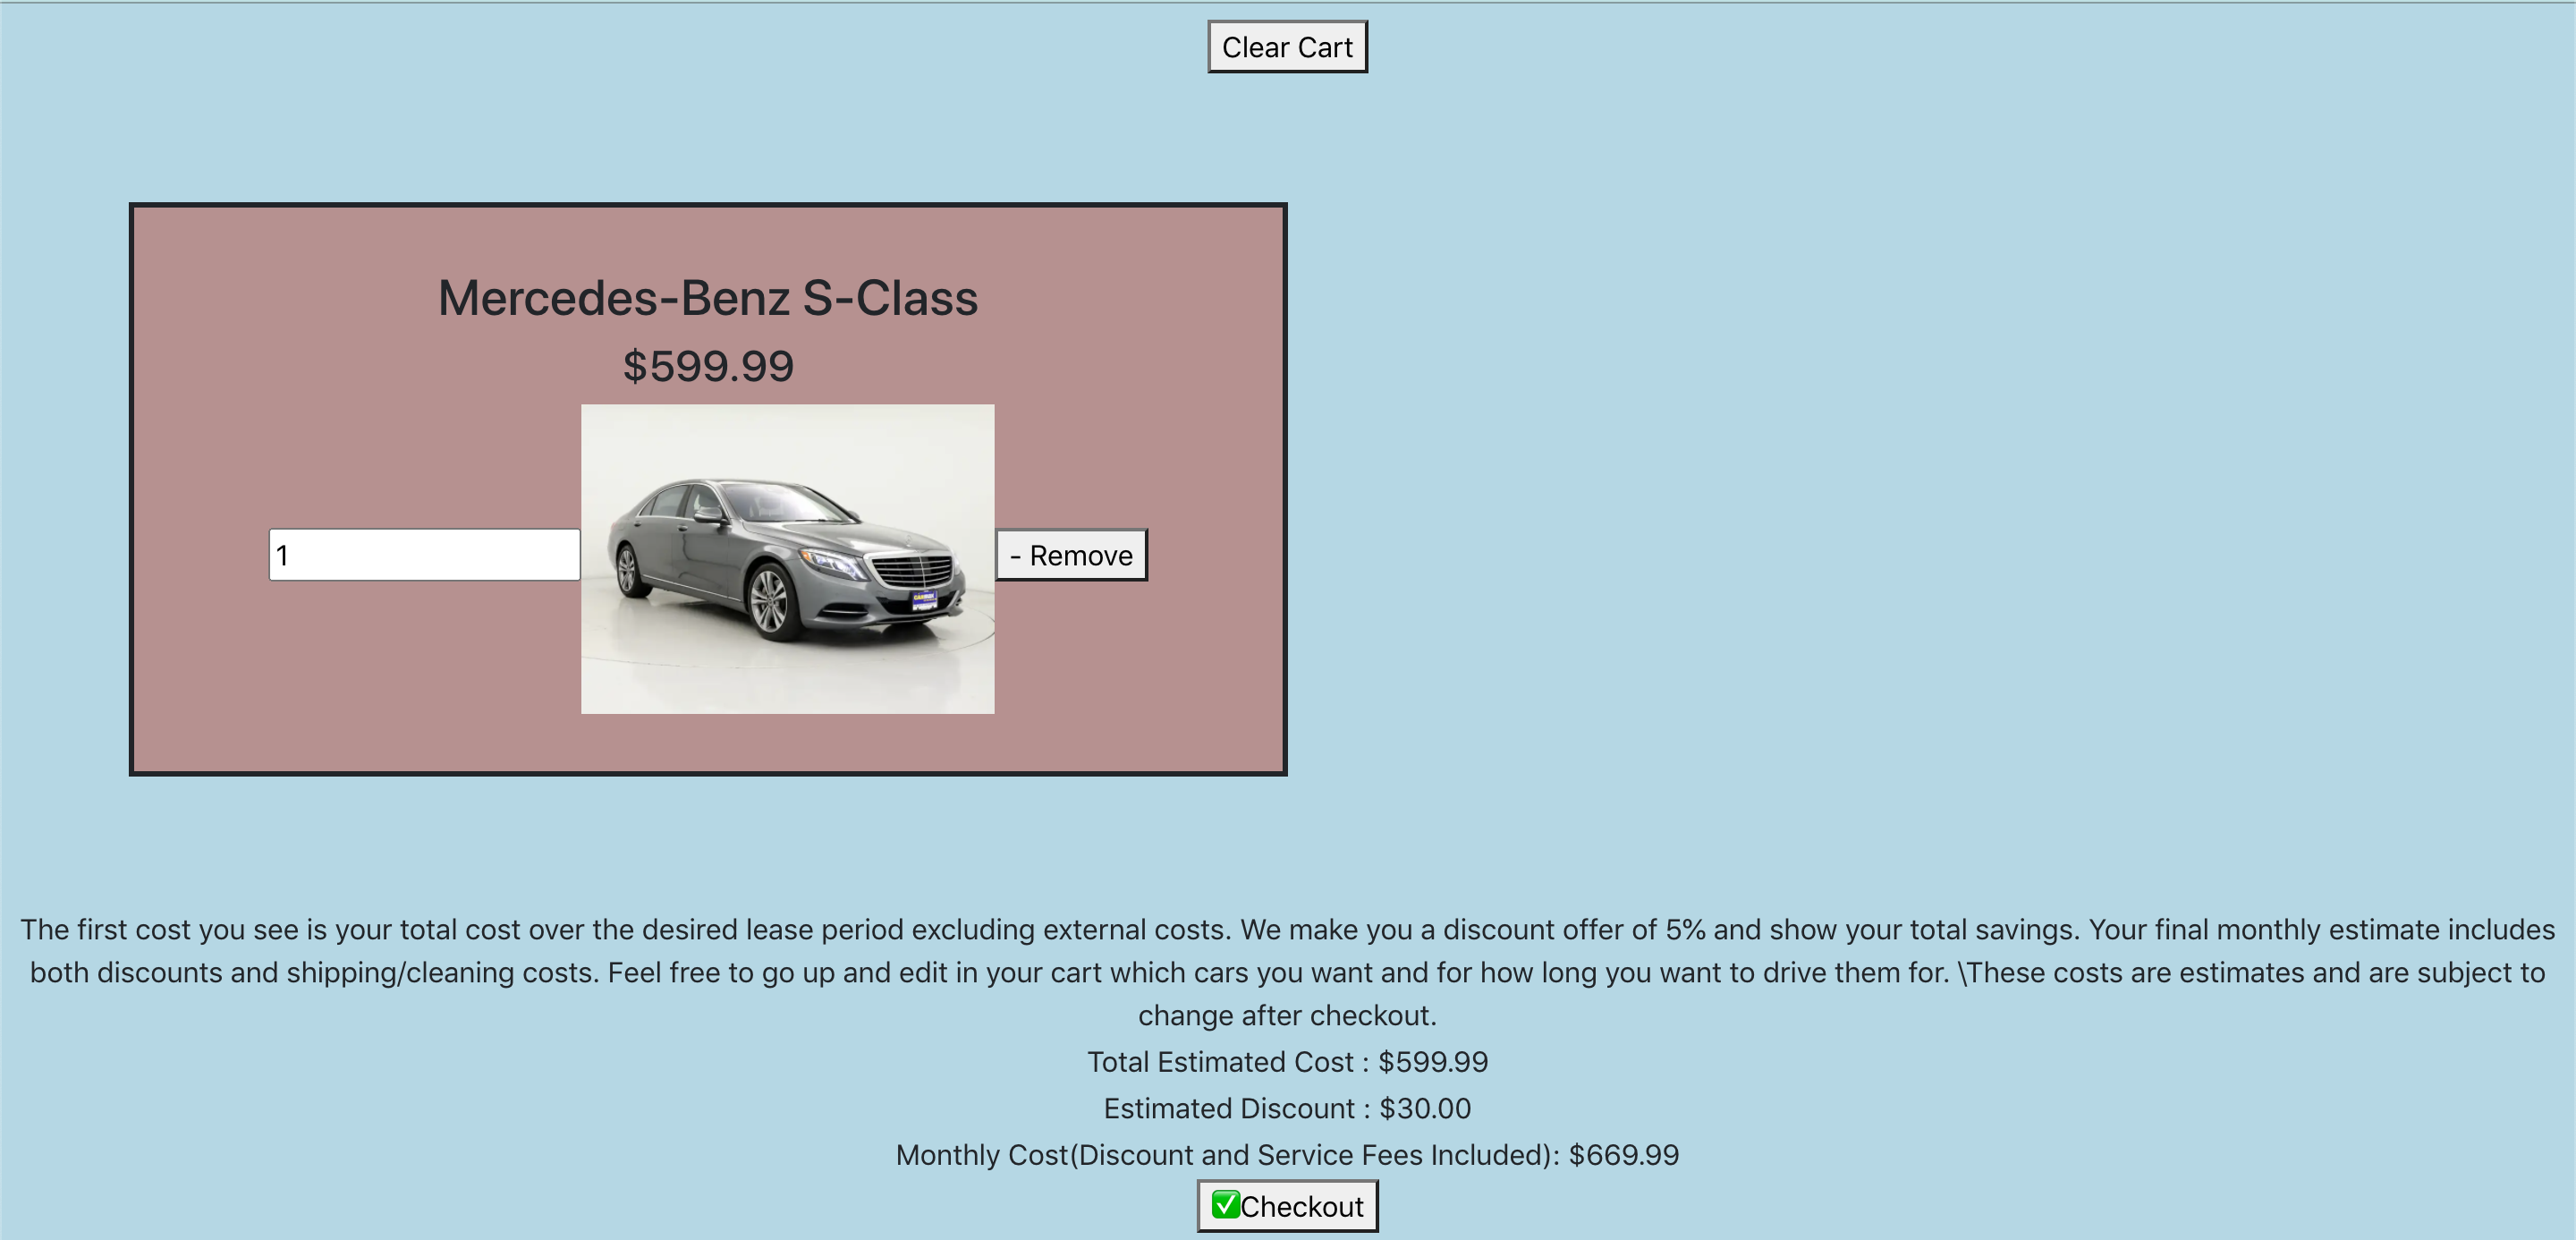 Clear Cart
Mercedes-Benz S-Class
$599.99
1
- Remove
The first cost you see is your total cost over the desired lease period excluding external costs. We make you a discount offer of 5% and show your total savings. Your final monthly estimate includes
both discounts and shipping/cleaning costs. Feel free to go up and edit in your cart which cars you want and for how long you want to drive them for. \These costs are estimates and are subject to
change after checkout.
Total Estimated Cost : $599.99
Estimated Discount : $30.00
Monthly Cost(Discount and Service Fees Included): $669.99
✅Checkout